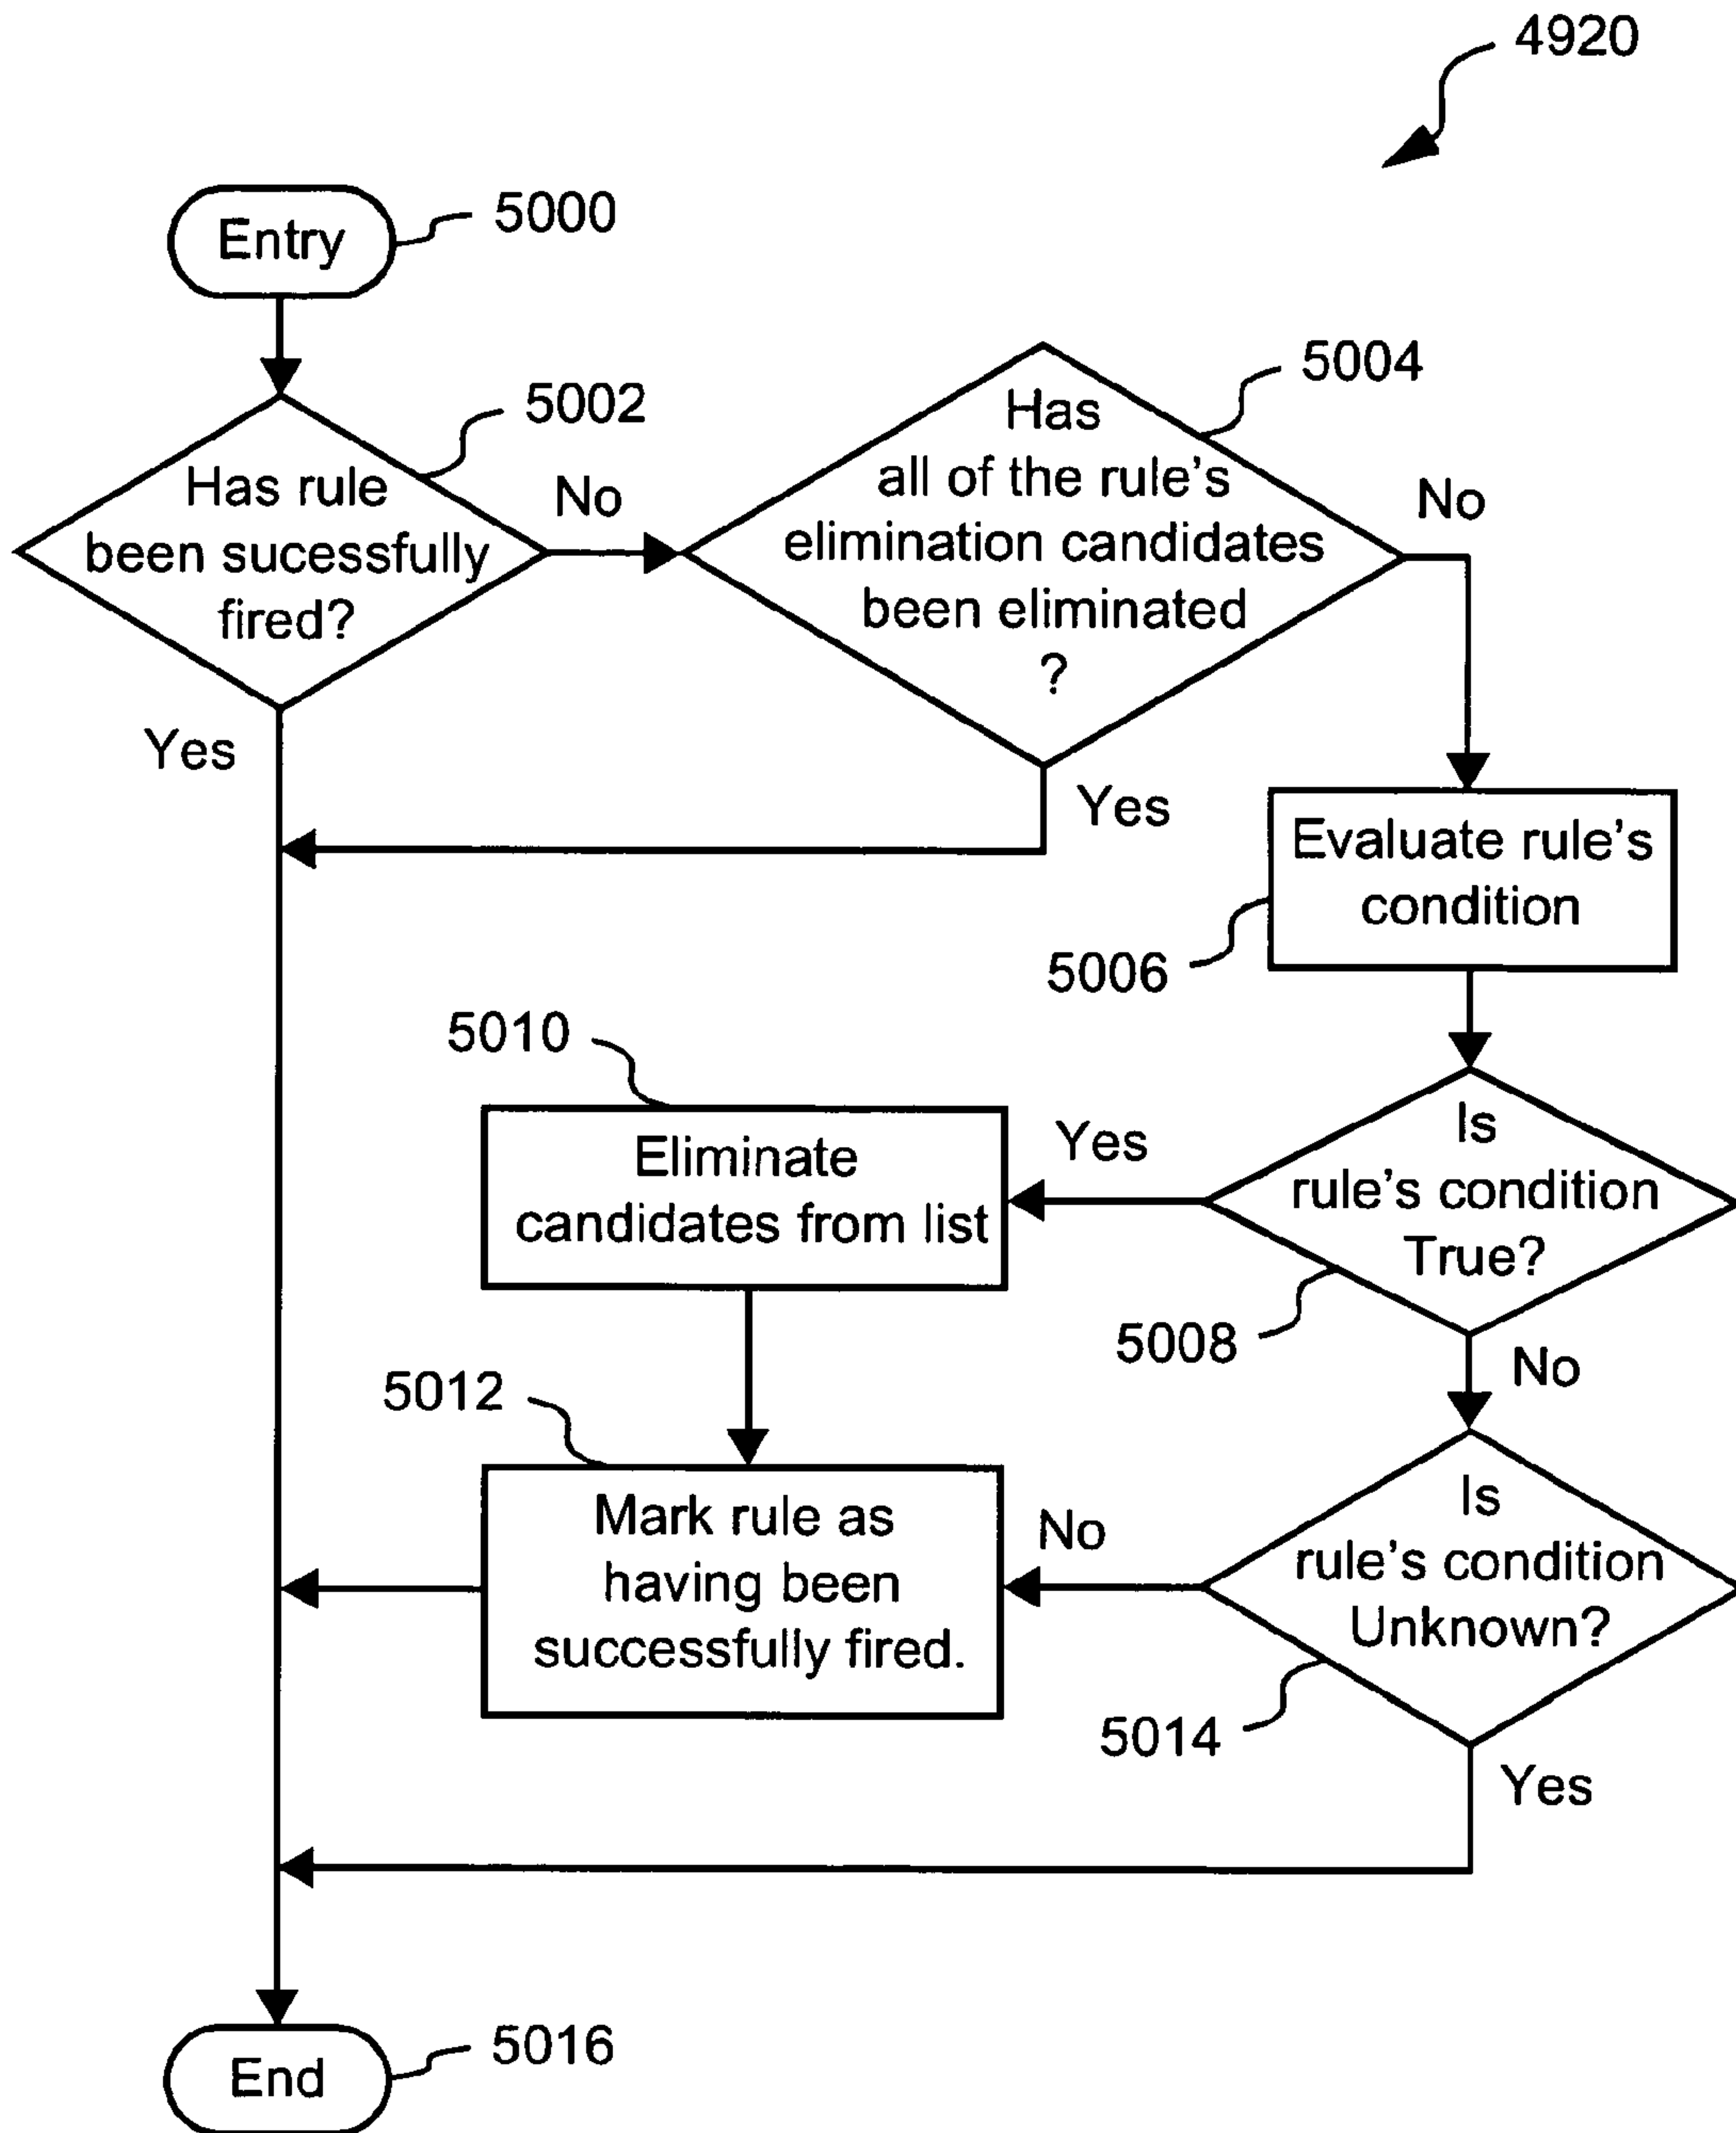 4920
Entry
5000
5002
Has rule
been sucessfully
fired?
No
Yes
5004
Has
all of the rule's
elimination candidates
been eliminated
?
No
Yes
Evaluate rule's
condition
5006
5010
Eliminate
candidates from list
Yes
Is
rule's condition
True?
5008
No
5012
Mark rule as
having been
successfully fired.
No
Is
rule's condition
Unknown?
5014
Yes
End
5016